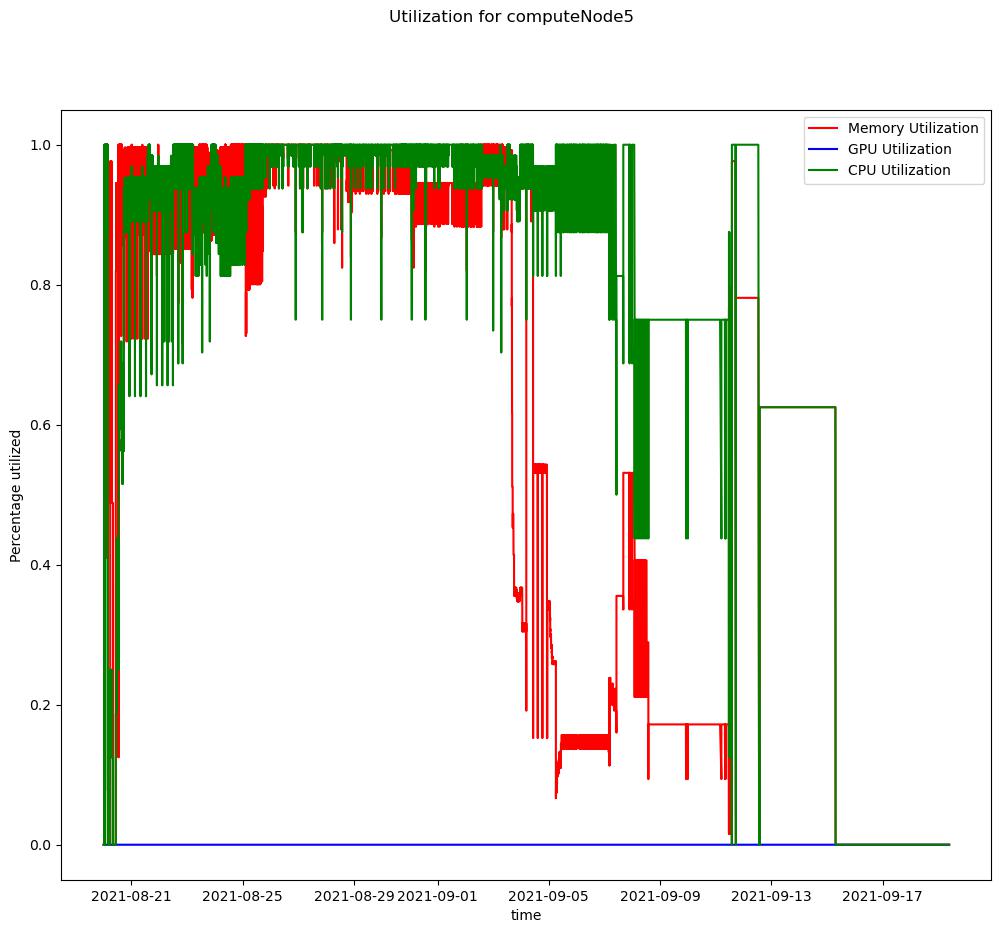 Utilization for computeNode5
Memory Utilization
GPU Utilization
CPU Utilization
Percentage utilized
1.0
0.8
0.6
0.4
0.2
0.0
2021-08-21 2021-08-25 2021-08-29 2021-09-01 2021-09-05 2021-09-09 2021-09-13 2021-09-17
time